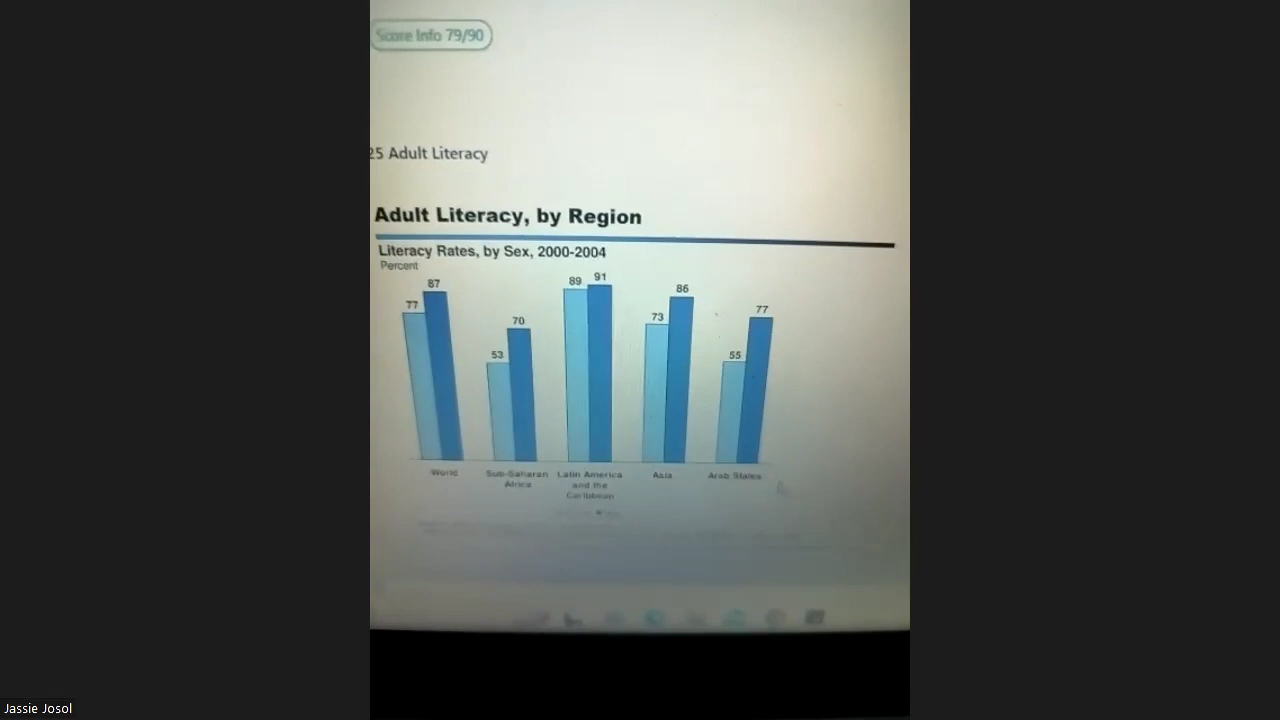 Score Info 79/90
25 Adult Literacy
Adult Literacy, by Region
Literacy Rates, by Sex, 2000-2004
Percent
77 87 53 70 89 91 73 86 55 77
World Sub-Saharan Africa Latin America and the Caribbean Asia Arab States
Jassie Josol